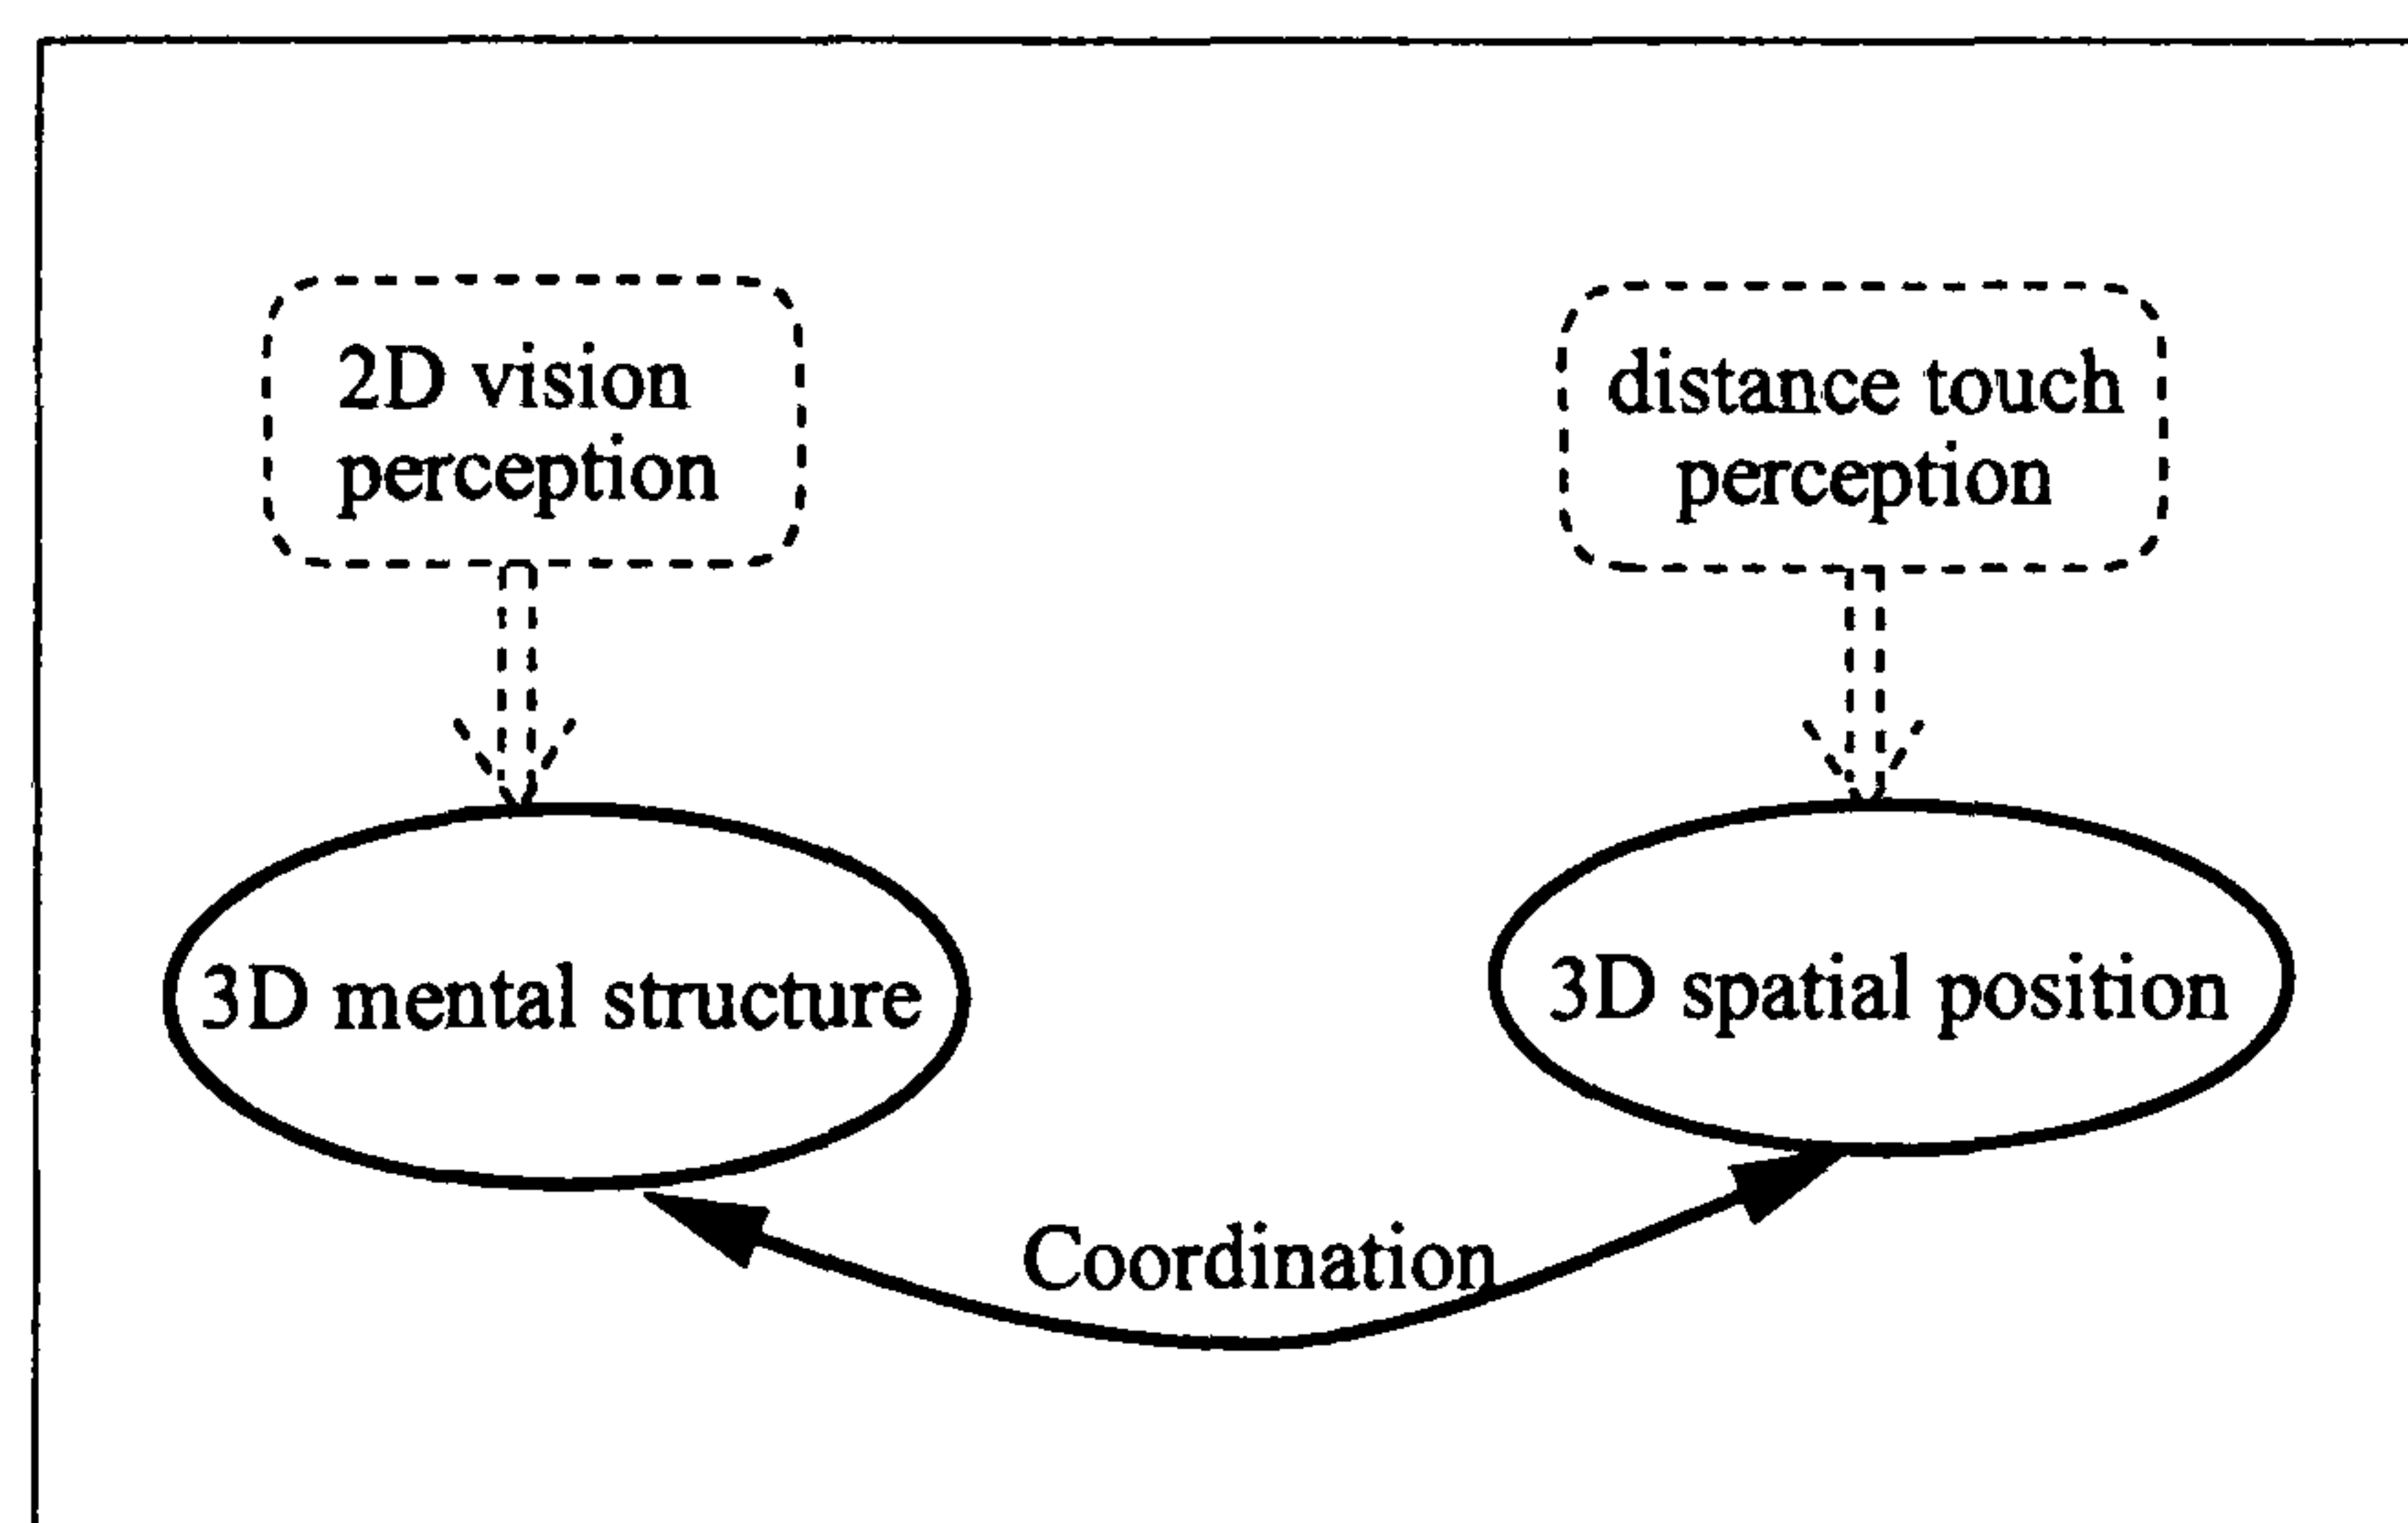 2D vision
perception
distance touch
perception
3D mental structure
3D spatial position
Coordination